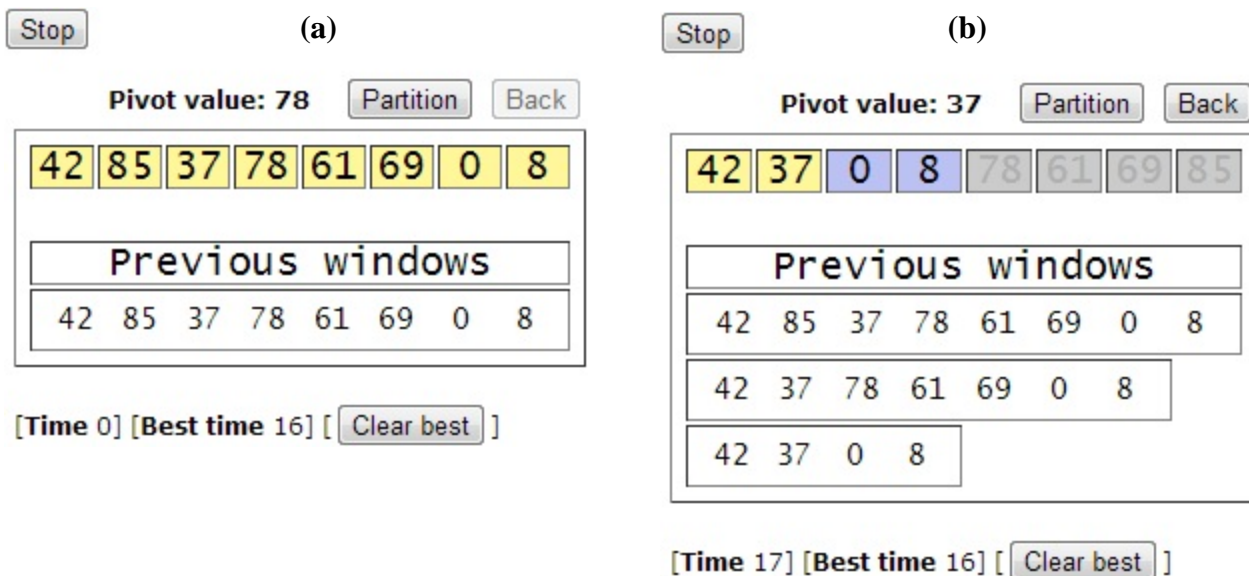 (a)
Stop
Pivot value: 78 Partition Back
42 85 37 78 61 69 0 8
Previous windows
42 85 37 78 61 69 0 8
[Time 0] [Best time 16] [ Clear best ]
(b)
Stop
Pivot value: 37 Partition Back
42 37 0 8 78 61 69 85
Previous windows
42 85 37 78 61 69 0 8
42 37 78 61 69 0 8
42 37 0 8
[Time 17] [Best time 16] [ Clear best ]